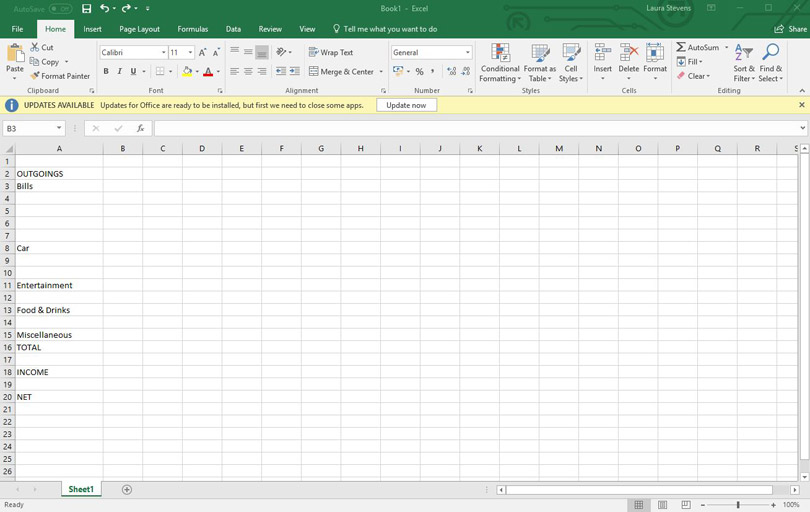 AutoSave Off
Book1 - Excel
Laura Stevens
File Home Insert Page Layout Formulas Data Review View Tell me what you want to do Share
Paste
Cut
Copy
Format Painter
Clipboard
Calibri 11
B I U A A A
Font
Wrap Text
Merge & Center
Alignment
General
% ,
Number
Conditional Formatting
Format as Table
Cell Styles
Styles
Insert Delete Format
Cells
AutoSum
Fill
Clear
Sort & Filter
Find & Select
Editing
UPDATES AVAILABLE Updates for Office are ready to be installed, but first we need to close some apps. Update now
B3 fx
A B C D E F G H I J K L M N O P Q R S
1
2 OUTGOINGS
3 Bills
4
5
6
7
8 Car
9
10
11 Entertainment
12
13 Food & Drinks
14
15 Miscellaneous
16 TOTAL
17
18 INCOME
19
20 NET
21
22
23
24
25
26
Sheet1
Ready 100%